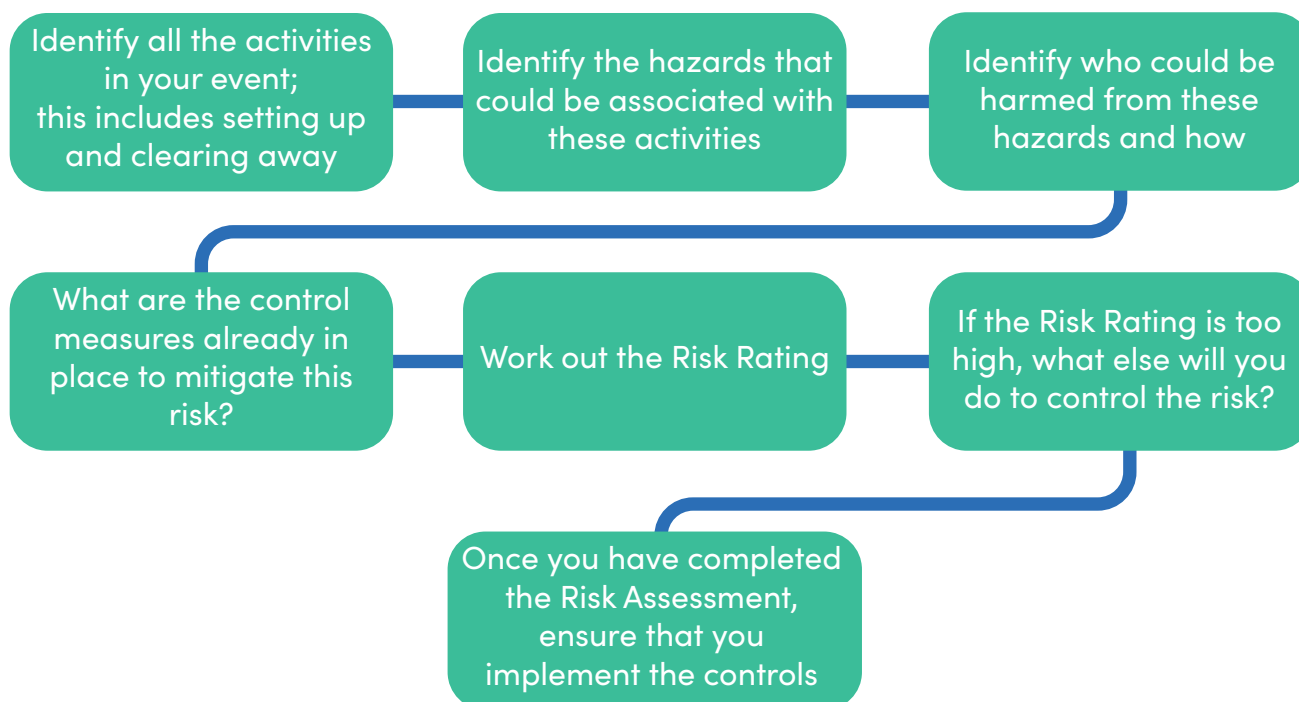 Identify all the activities
in your event;
this includes setting up
and clearing away
Identify the hazards that
could be associated with
these activities
Identify who could be
harmed from these
hazards and how
What are the control
measures already in
place to mitigate this
risk?
Work out the Risk Rating
If the Risk Rating is too
high, what else will you
do to control the risk?
Once you have completed
the Risk Assessment,
ensure that you
implement the controls